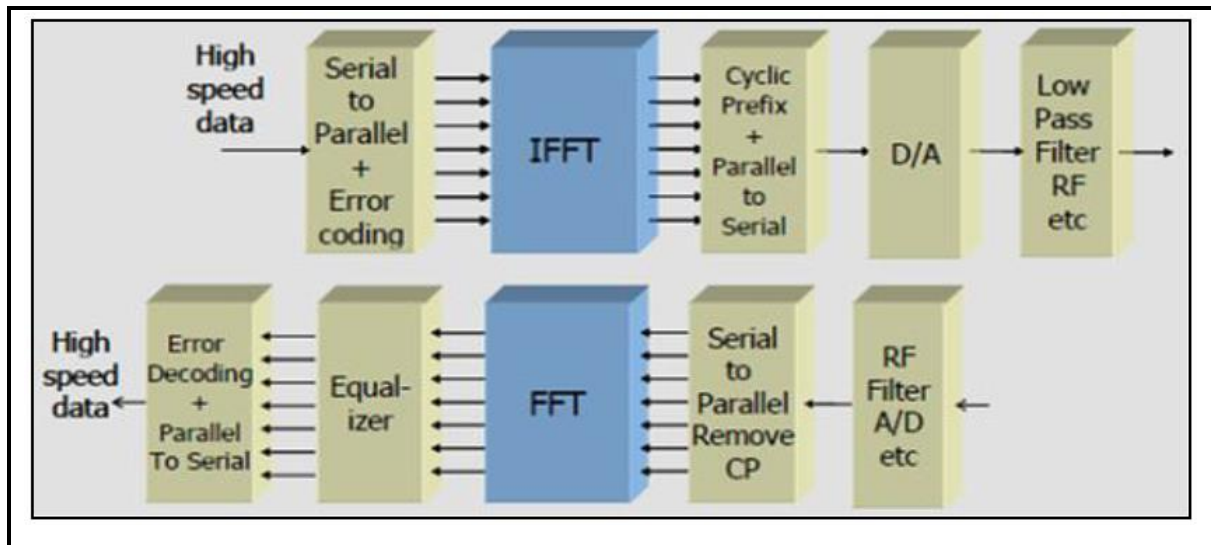 High
speed
data
Serial
to
Parallel
+
Error
coding
IFFT
Cyclic
Prefix
+
Parallel
to
Serial
D/A
Low
Pass
Filter
RF
etc
High
speed
data
Error
Decoding
+
Parallel
To Serial
Equal-
izer
FFT
Serial
to
Parallel
Remove
CP
RF
Filter
A/D
etc